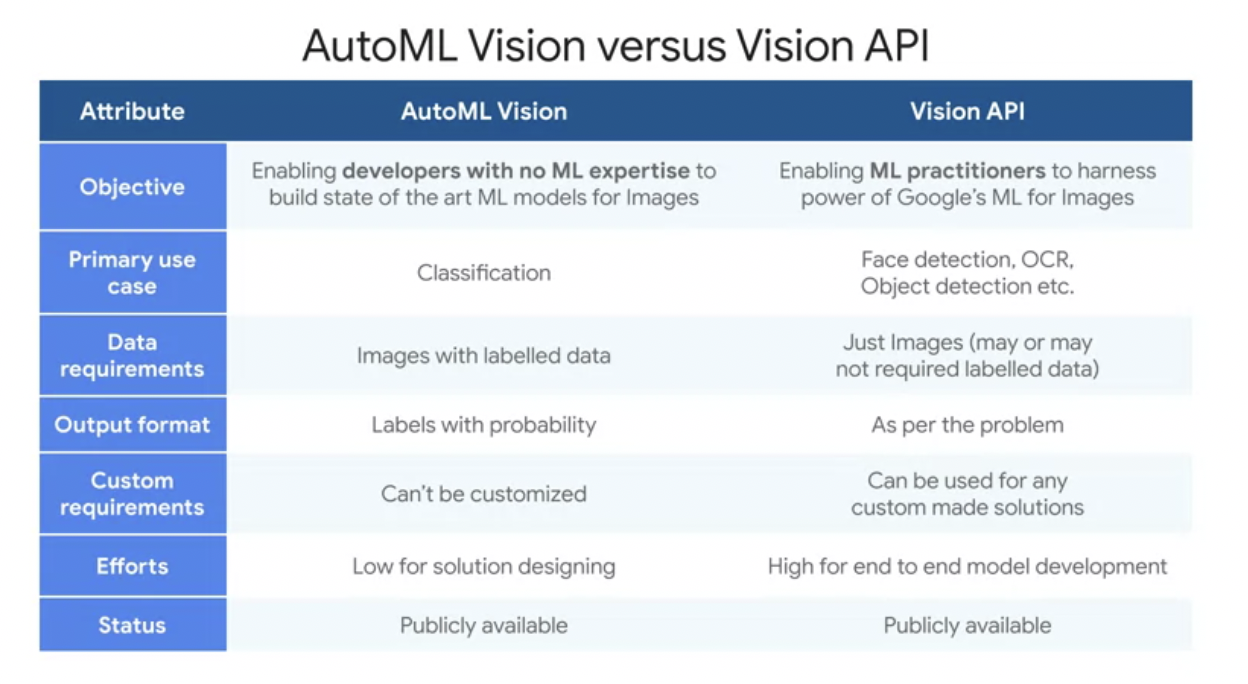 AutoML Vision versus Vision API
Attribute
AutoML Vision
Vision API
Objective
Enabling developers with no ML expertise to
build state of the art ML models for Images
Enabling ML practitioners to harness
power of Google's ML for Images
Primary use
case
Classification
Face detection, OCR,
Object detection etc.
Data
requirements
Images with labelled data
Just Images (may or may
not required labelled data)
Output format
Labels with probability
As per the problem
Custom
requirements
Can't be customized
Can be used for any
custom made solutions
Efforts
Low for solution designing
High for end to end model development
Status
Publicly available
Publicly available